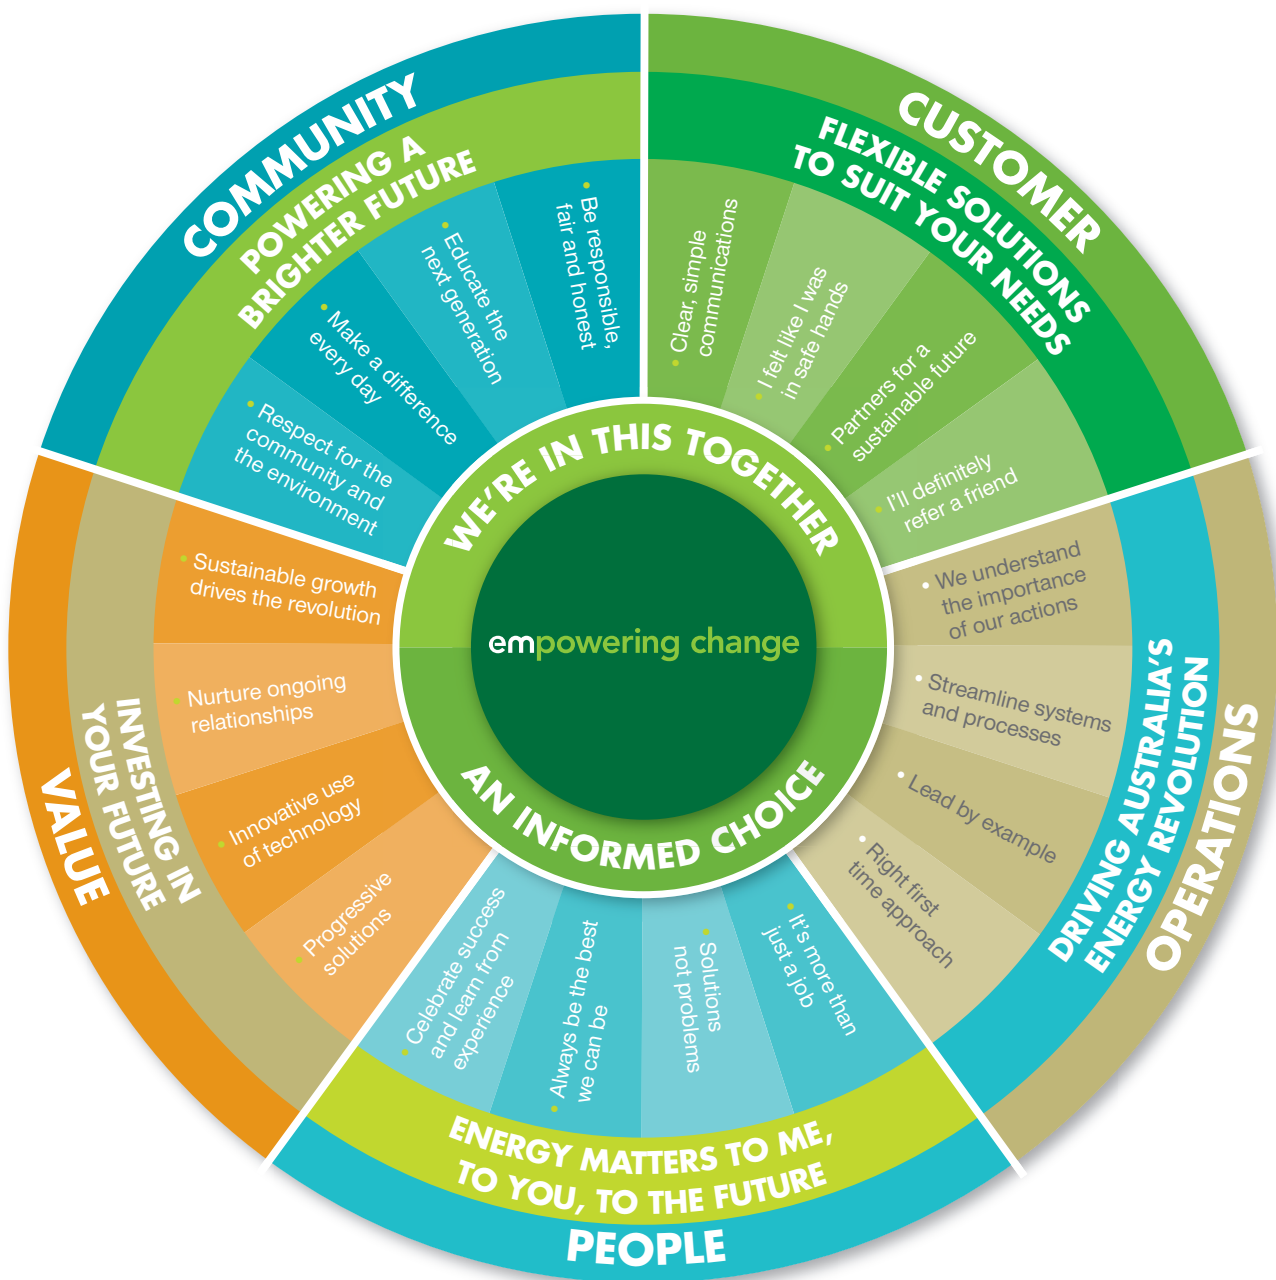 COMMUNITY
POWERING A
BRIGHTER FUTURE
• Respect for the
community and
the environment
• Make a difference
every day
• Educate the
next generation
• Be responsible,
fair and honest
CUSTOMER
FLEXIBLE SOLUTIONS
TO SUIT YOUR NEEDS
• Clear, simple
communications
• I felt like I was
in safe hands
• Partners for a
sustainable future
• I'll definitely
refer a friend
OPERATIONS
DRIVING AUSTRALIA'S
ENERGY REVOLUTION
• We understand
the importance
of our actions
• Streamline systems
and processes
• Lead by example
• Right first
time approach
PEOPLE
ENERGY MATTERS TO ME,
TO YOU, TO THE FUTURE
• It's more than
just a job
• Solutions
not problems
• Always be the best
we can be
• Celebrate success
and learn from
experience
VALUE
INVESTING IN
YOUR FUTURE
• Progressive
solutions
• Innovative use
of technology
• Nurture ongoing
relationships
• Sustainable growth
drives the revolution
WE'RE IN THIS TOGETHER
empowering change
AN INFORMED CHOICE